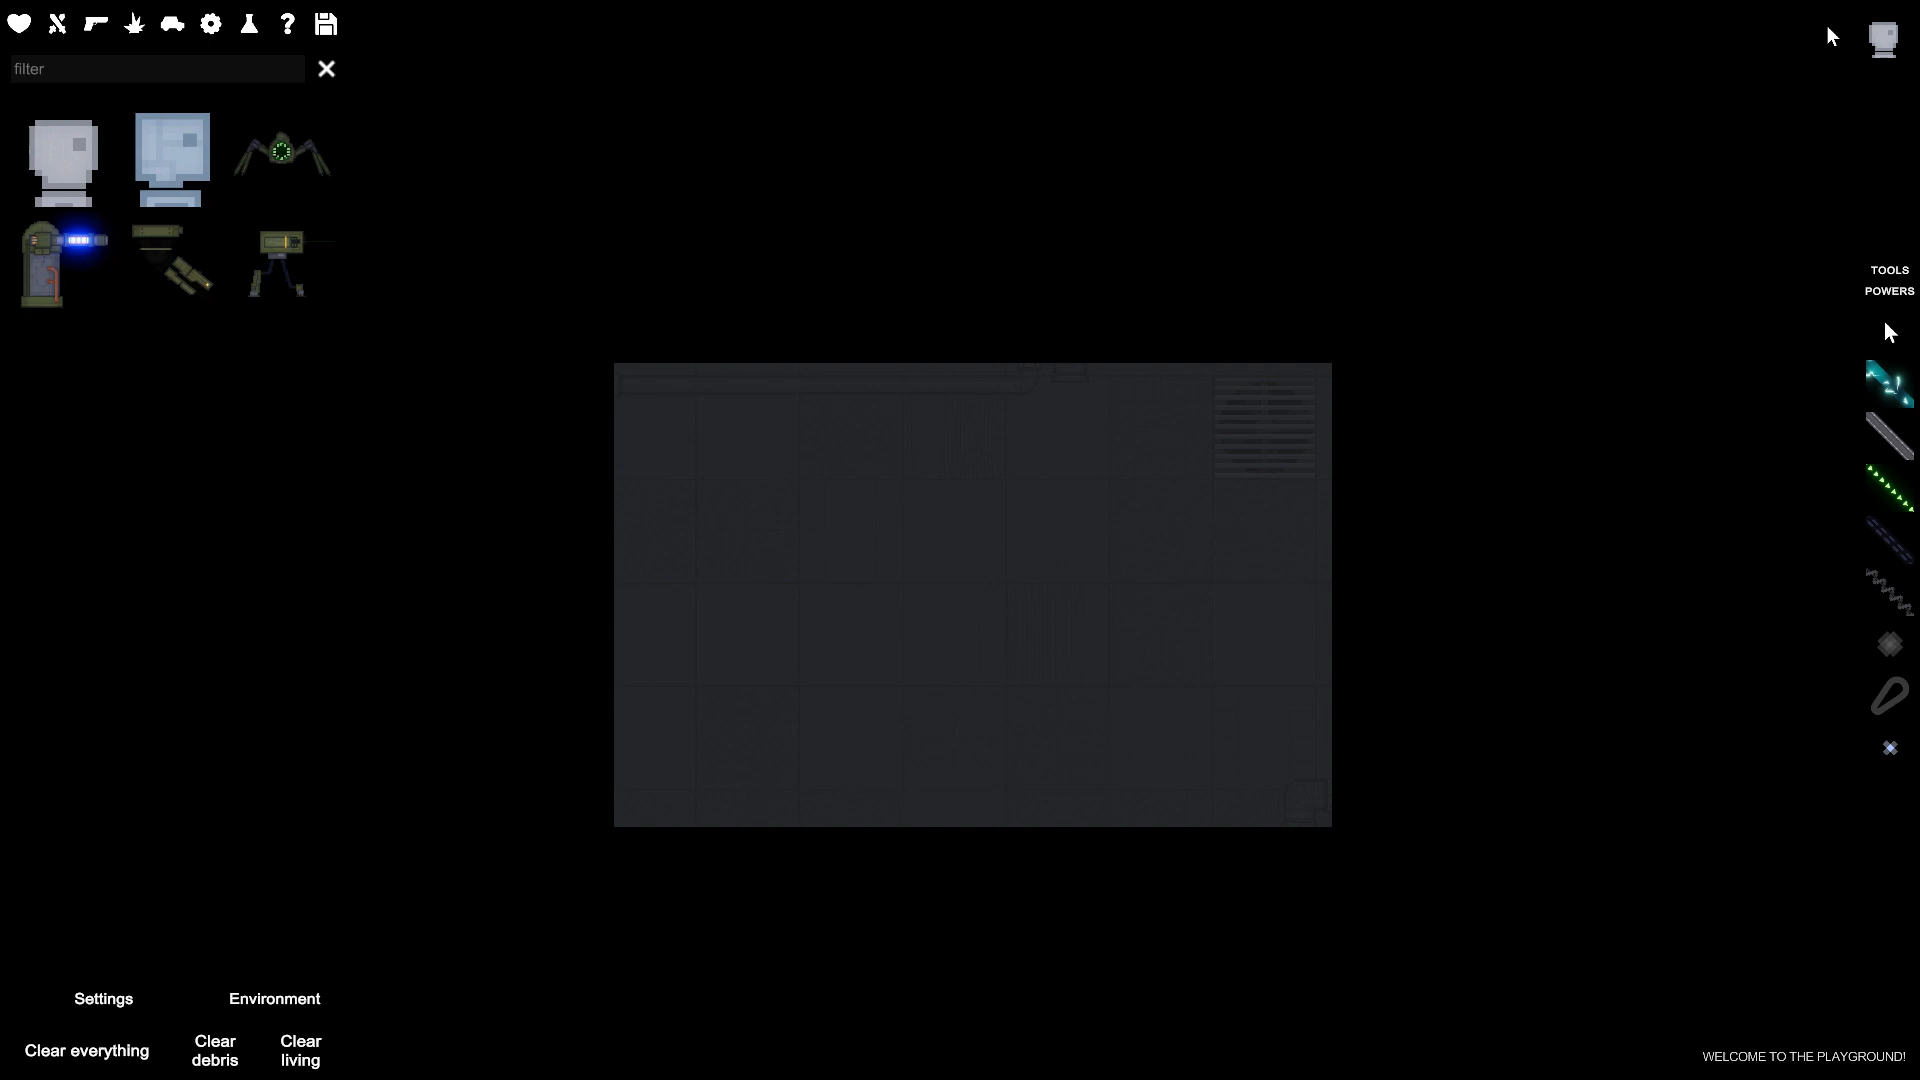 filter
TOOLS
POWERS
Settings
Environment
Clear everything
Clear
debris
Clear
living
WELCOME TO THE PLAYGROUND!